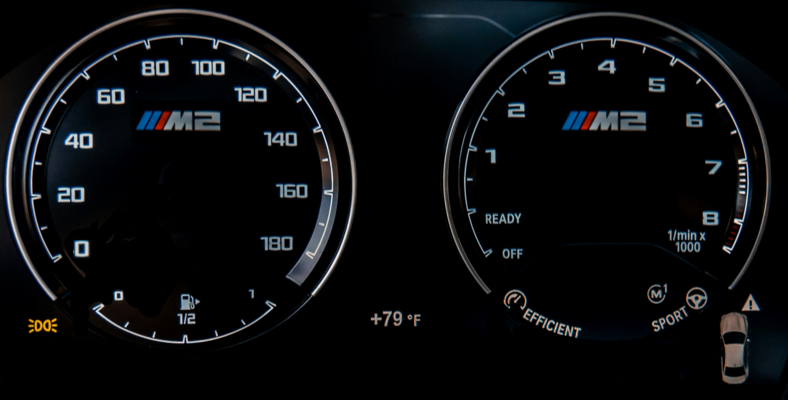 80 100
60 120
M2
40 140
20 160
0 180
0 1
1/2
+79 °F
4
3 5
2 6
M2
1 7
READY 8
1/min x
1000
OFF
M1
EFFICIENT
SPORT